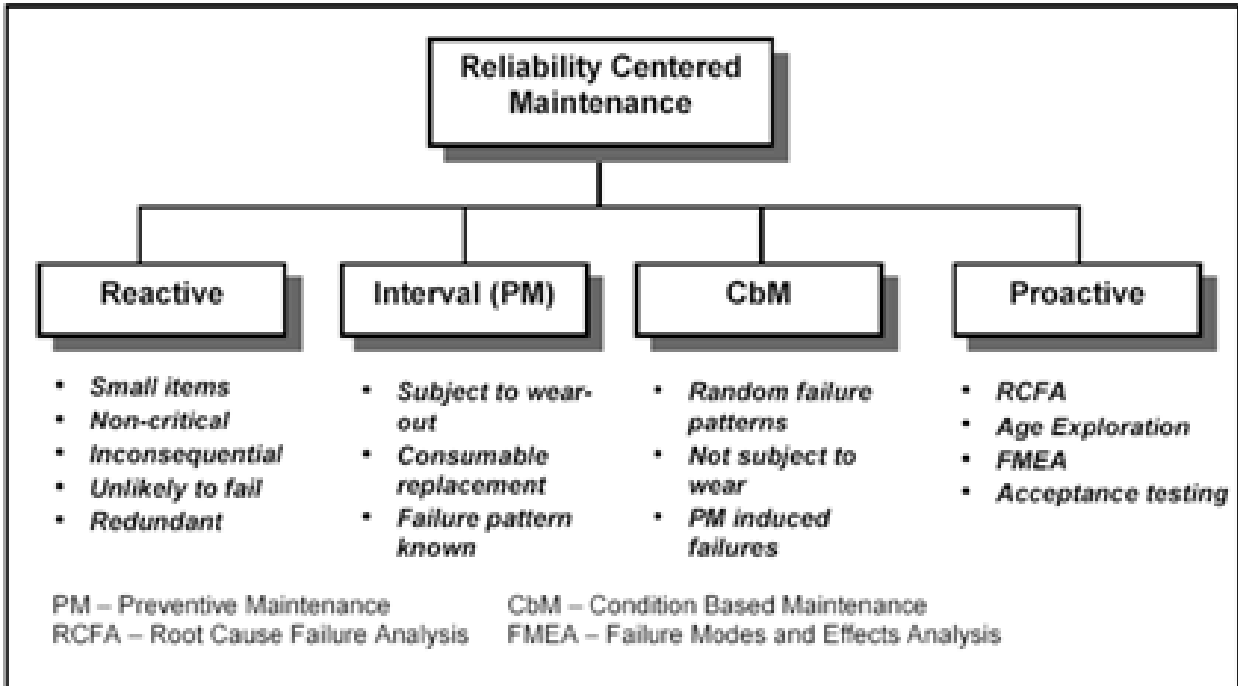 Reliability Centered
Maintenance
Reactive
Interval (PM)
CbM
Proactive
• Small items
• Non-critical
• Inconsequential
• Unlikely to fail
• Redundant
• Subject to wear-
out
• Consumable
replacement
• Failure pattern
known
• Random failure
patterns
• Not subject to
wear
• PM induced
failures
• RCFA
• Age Exploration
• FMEA
• Acceptance testing
PM – Preventive Maintenance
CbM – Condition Based Maintenance
RCFA – Root Cause Failure Analysis
FMEA – Failure Modes and Effects Analysis